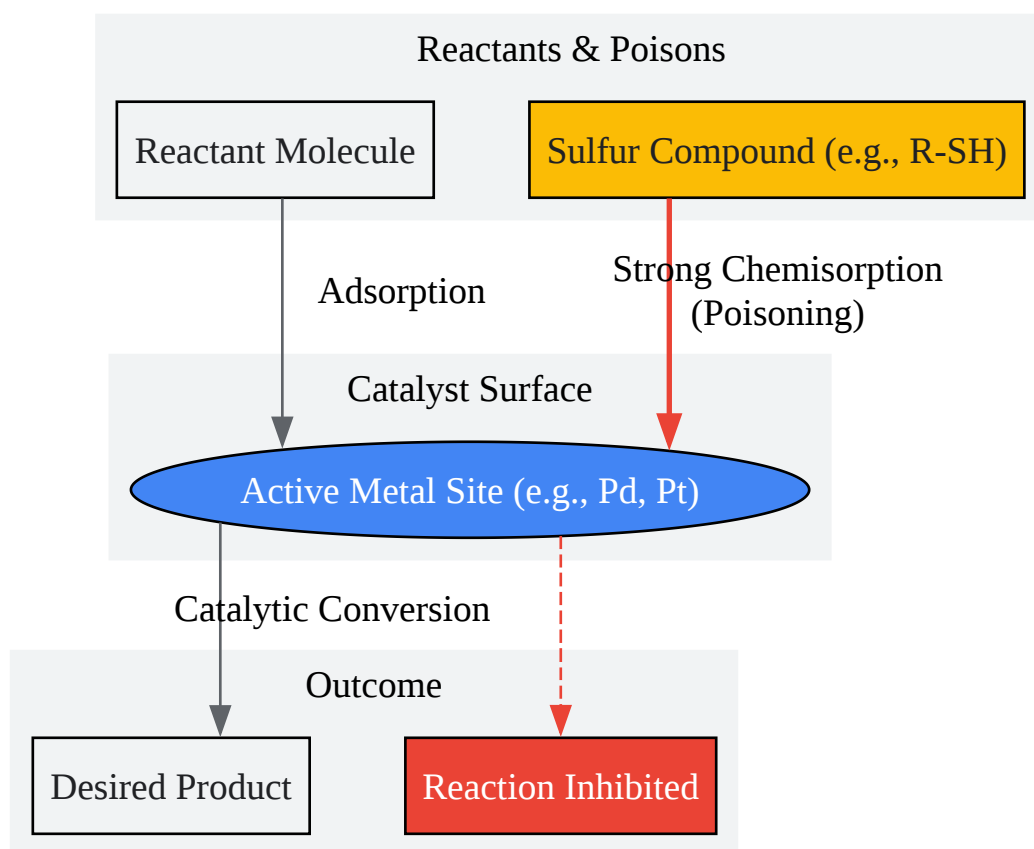 Reactants & Poisons
Reactant Molecule
Sulfur Compound (e.g., R-SH)
Adsorption
Strong Chemisorption
(Poisoning)
Catalyst Surface
Active Metal Site (e.g., Pd, Pt)
Catalytic Conversion
Outcome
Desired Product
Reaction Inhibited